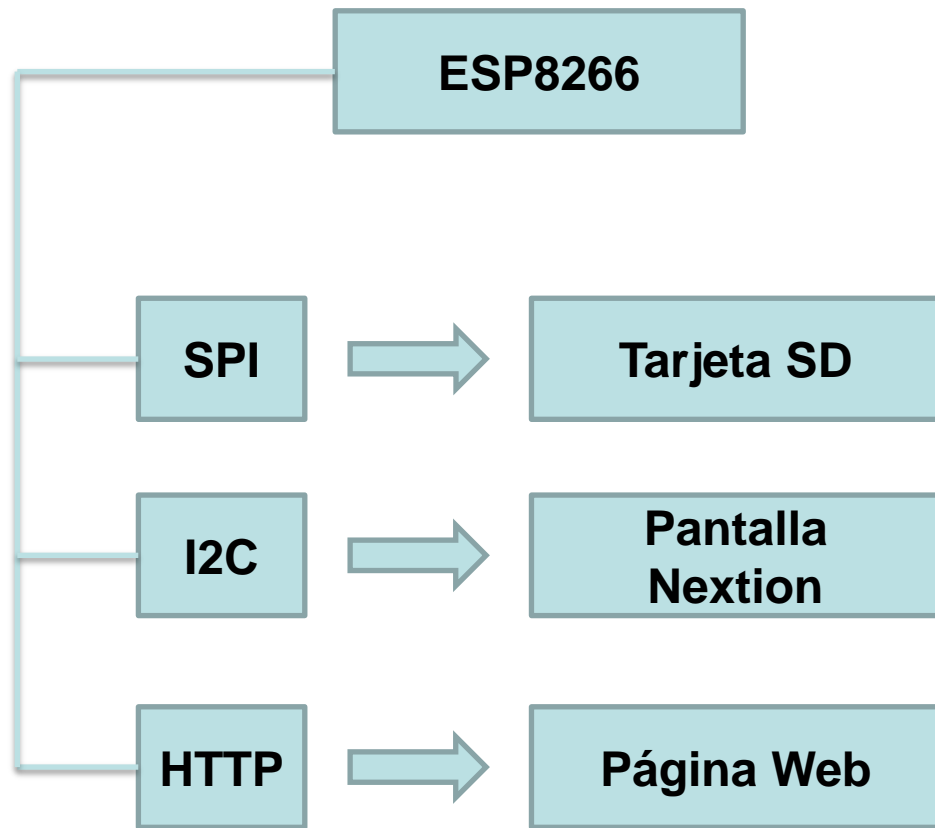 ESP8266
SPI
Tarjeta SD
I2C
Pantalla
Nextion
HTTP
Página Web